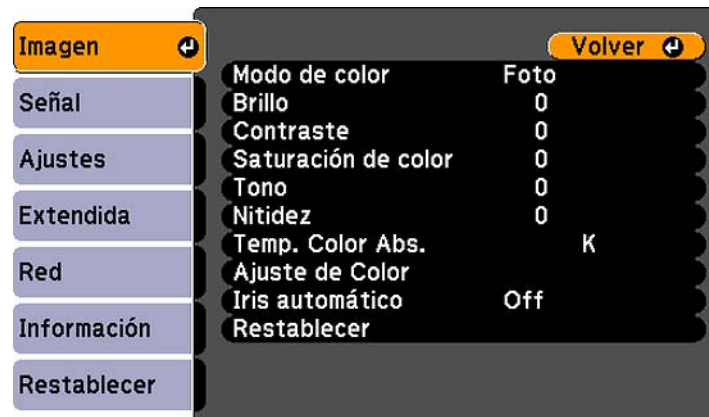 Imagen
Señal
Ajustes
Extendida
Red
Información
Restablecer
Volver
Modo de color Foto
Brillo 0
Contraste 0
Saturación de color 0
Tono 0
Nitidez 0
Temp. Color Abs. K
Ajuste de Color
Iris automático Off
Restablecer